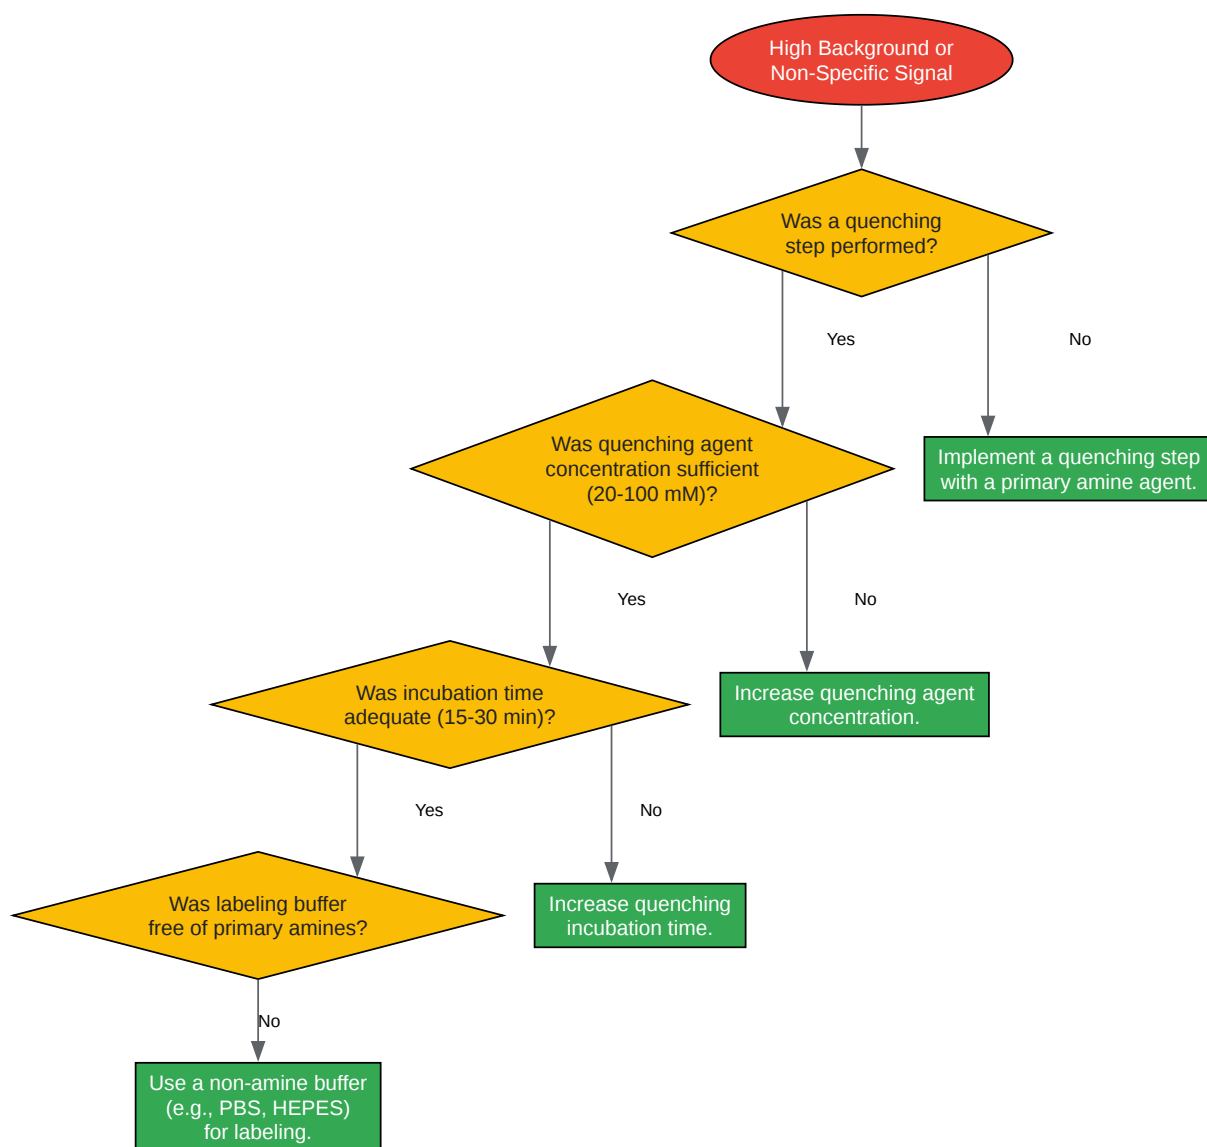 High Background or
Non-Specific Signal
Was a quenching
step performed?
Yes
No
Was quenching agent
concentration sufficient
(20-100 mM)?
Implement a quenching step
with a primary amine agent.
Yes
No
Was incubation time
adequate (15-30 min)?
Increase quenching agent
concentration.
Yes
No
Was labeling buffer
free of primary amines?
Increase quenching
incubation time.
No
Use a non-amine buffer
(e.g., PBS, HEPES)
for labeling.